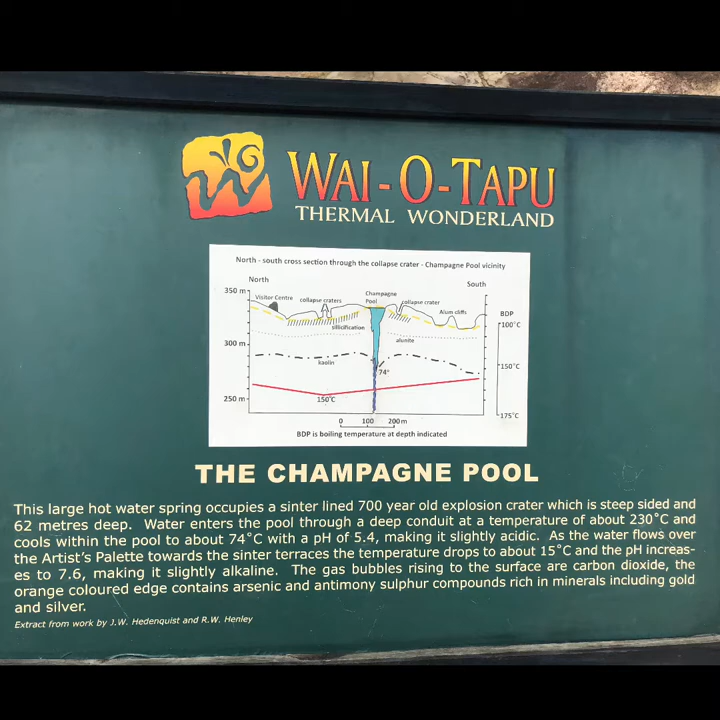 WAI-O-TAPU
THERMAL WONDERLAND
North - south cross section through the collapse crater - Champagne Pool vicinity
North
South
350 m
Visitor Centre
collapse craters
Champagne
Pool
collapse crater
Alum cliffs
BDP
100°C
silicification
300 m
alunite
kaolin
74°
150°C
250 m
150°C
175°C
0 100 200m
BDP is boiling temperature at depth indicated
THE CHAMPAGNE POOL
This large hot water spring occupies a sinter lined 700 year old explosion crater which is steep sided and
62 metres deep. Water enters the pool through a deep conduit at a temperature of about 230°C and
cools within the pool to about 74°C with a pH of 5.4, making it slightly acidic. As the water flows over
the Artist's Palette towards the sinter terraces the temperature drops to about 15°C and the pH increas-
es to 7.6, making it slightly alkaline. The gas bubbles rising to the surface are carbon dioxide, the
orange coloured edge contains arsenic and antimony sulphur compounds rich in minerals including gold
and silver.
Extract from work by J.W. Hedenquist and R.W. Henley